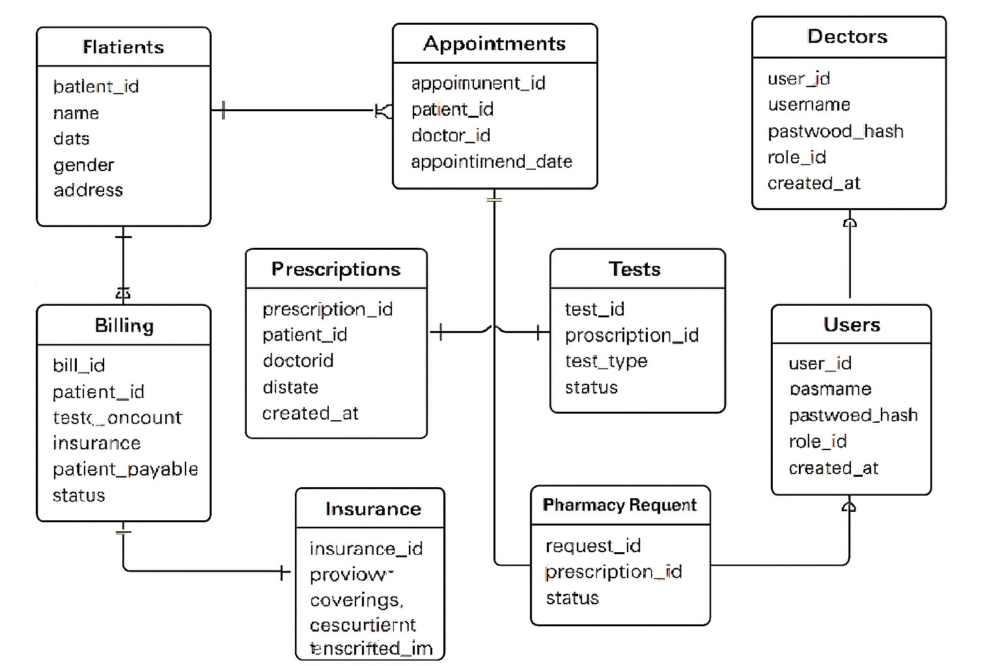 Flatients
patient_id
name
dats
gender
address
Appointments
appoimunent_id
patient_id
doctor_id
appointimend_date
Dectors
user_id
username
pastwood_hash
role_id
created_at
Prescriptions
prescription_id
patient_id
doctorid
distate
created_at
Tests
test_id
proscription_id
test_type
status
Billing
bill_id
patient_id
insurance
patient_payable
status
Users
user_id
basmame
pastwoed_hash
role_id
created_at
Insurance
insurance_id
coverings,
cescurtiernt
Pharmacy Requent
request_id
prescription_id
status